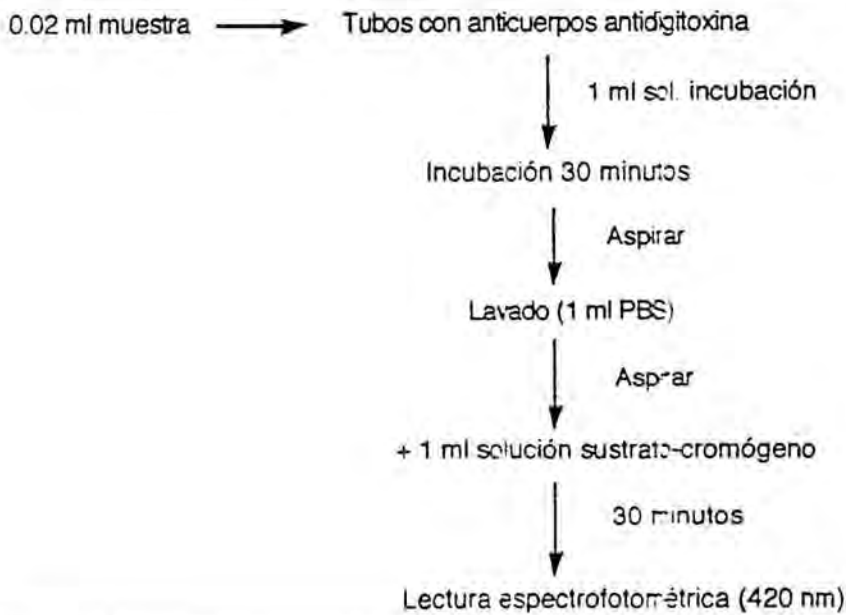 0.02 ml muestra Tubos con anticuerpos antidigitoxina
1 ml sol. incubación
Incubación 30 minutos
Aspirar
Lavado (1 ml PBS)
Aspirar
+ 1 ml solución sustrato-cromógeno
30 minutos
Lectura espectrofotométrica (420 nm)